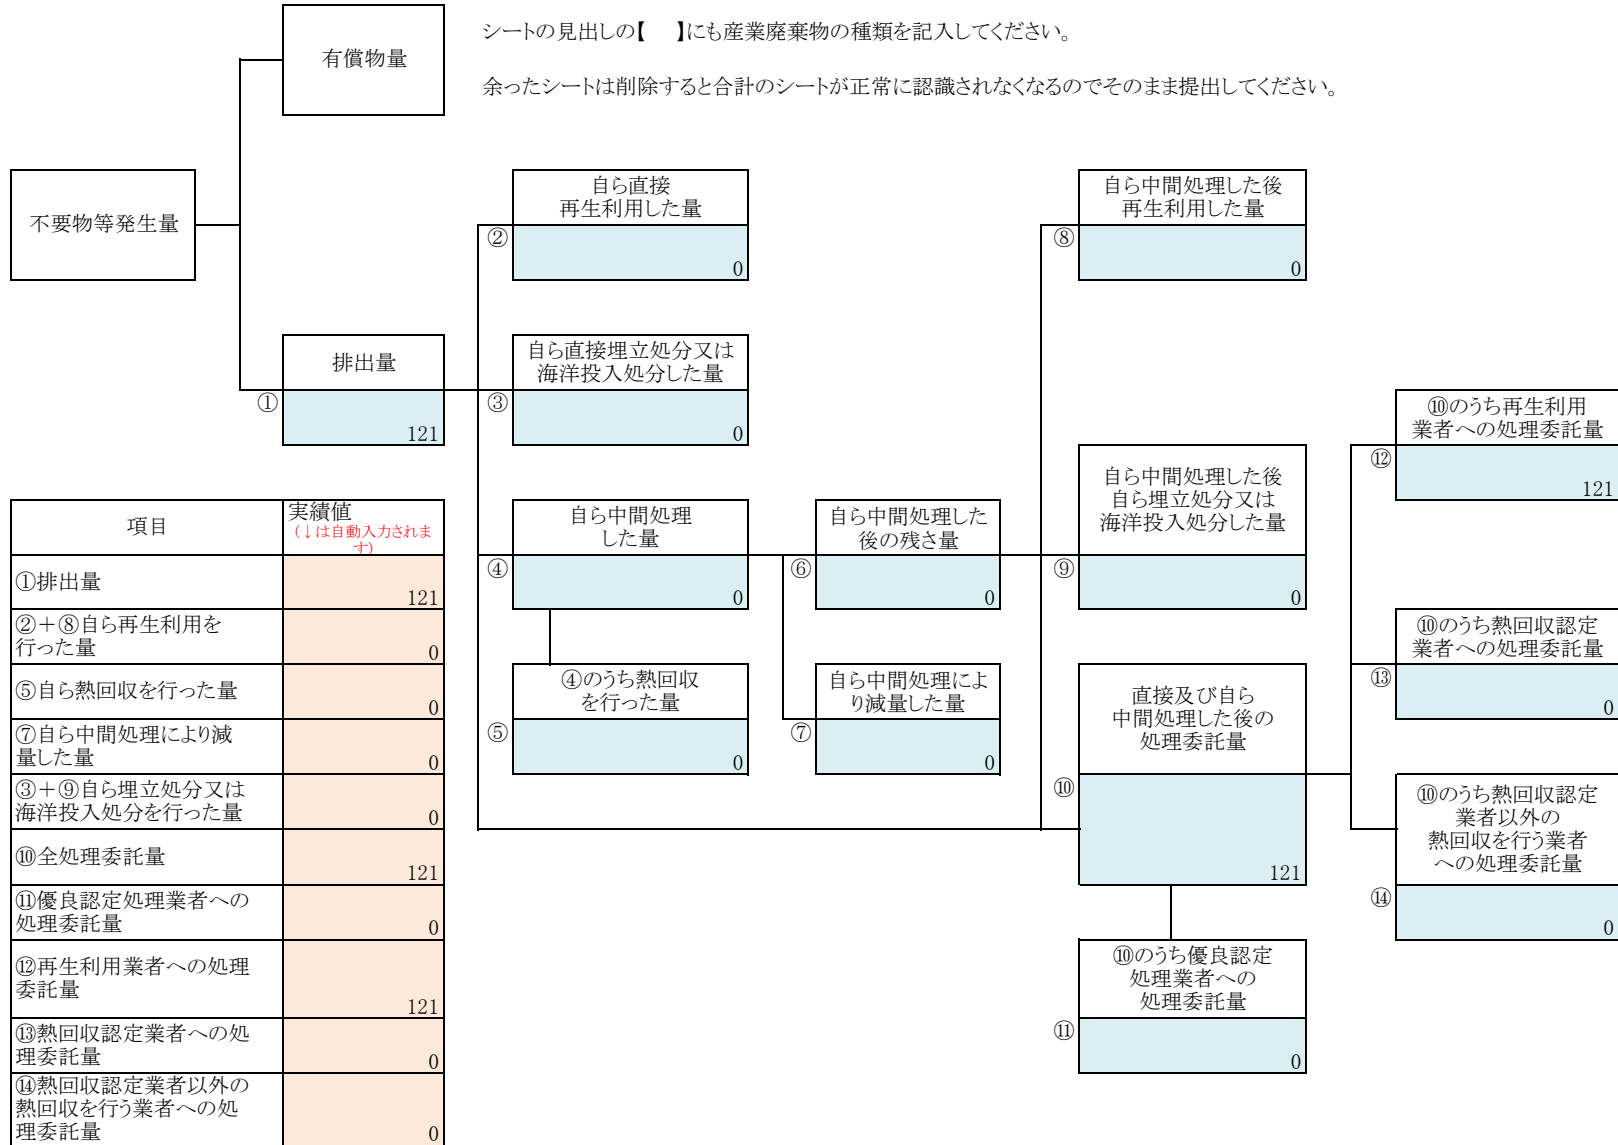 シートの見出しの【　】にも産業廃棄物の種類を記入してください。
有償物量
余ったシートは削除すると合計のシートが正常に認識されなくなるのでそのまま提出してください。
不要物等発生量
自ら直接
再生利用した量
②
0
自ら中間処理した後
再生利用した量
⑧
0
排出量
①
121
自ら直接埋立処分又は
海洋投入処分した量
③
0
⑩のうち再生利用
業者への処理委託量
⑫
121
自ら中間処理
した量
④
0
自ら中間処理した
後の残さ量
⑥
0
自ら中間処理した後
自ら埋立処分又は
海洋投入処分した量
⑨
0
⑩のうち熱回収認定
業者への処理委託量
⑬
0
④のうち熱回収
を行った量
⑤
0
自ら中間処理によ
り減量した量
⑦
0
直接及び自ら
中間処理した後の
処理委託量
⑩
121
⑩のうち熱回収認定
業者以外の
熱回収を行う業者
への処理委託量
⑭
0
⑩のうち優良認定
処理業者への
処理委託量
⑪
0
項目
実績値
(↓は自動入力されま
す)
①排出量
121
②＋⑧自ら再生利用を
行った量
0
⑤自ら熱回収を行った量
0
⑦自ら中間処理により減
量した量
0
③＋⑨自ら埋立処分又は
海洋投入処分を行った量
0
⑩全処理委託量
121
⑪優良認定処理業者への
処理委託量
0
⑫再生利用業者への処理
委託量
121
⑬熱回収認定業者への処
理委託量
0
⑭熱回収認定業者以外の
熱回収を行う業者への処
理委託量
0